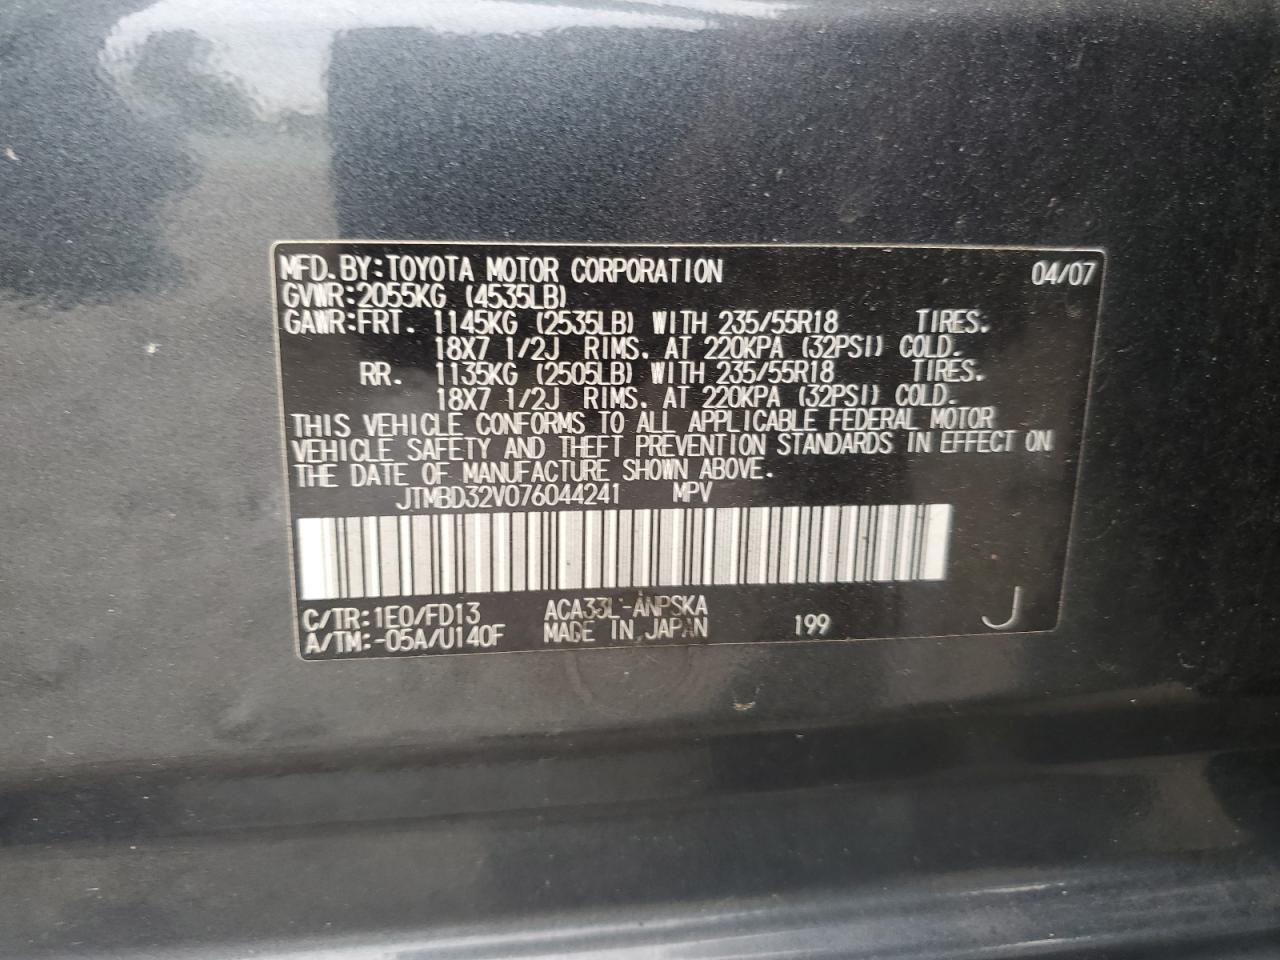 MFD. BY: TOYOTA MOTOR CORPORATION 04/07
GVWR: 2055KG (4535LB)
GAWR: FRT. 1145KG (2535LB) WITH 235/55R18 TIRES.
18X7 1/2J RIMS. AT 220KPA (32PSI) COLD.
RR. 1135KG (2505LB) WITH 235/55R18 TIRES.
18X7 1/2J RIMS. AT 220KPA (32PSI) COLD.
THIS VEHICLE CONFORMS TO ALL APPLICABLE FEDERAL MOTOR
VEHICLE SAFETY AND THEFT PREVENTION STANDARDS IN EFFECT ON
THE DATE OF MANUFACTURE SHOWN ABOVE.
JTMBD32V076044241 MPV
C/TR: 1E0/FD13 ACA33L-ANPSKA
A/TM: -05A/U140F MADE IN JAPAN 199 J